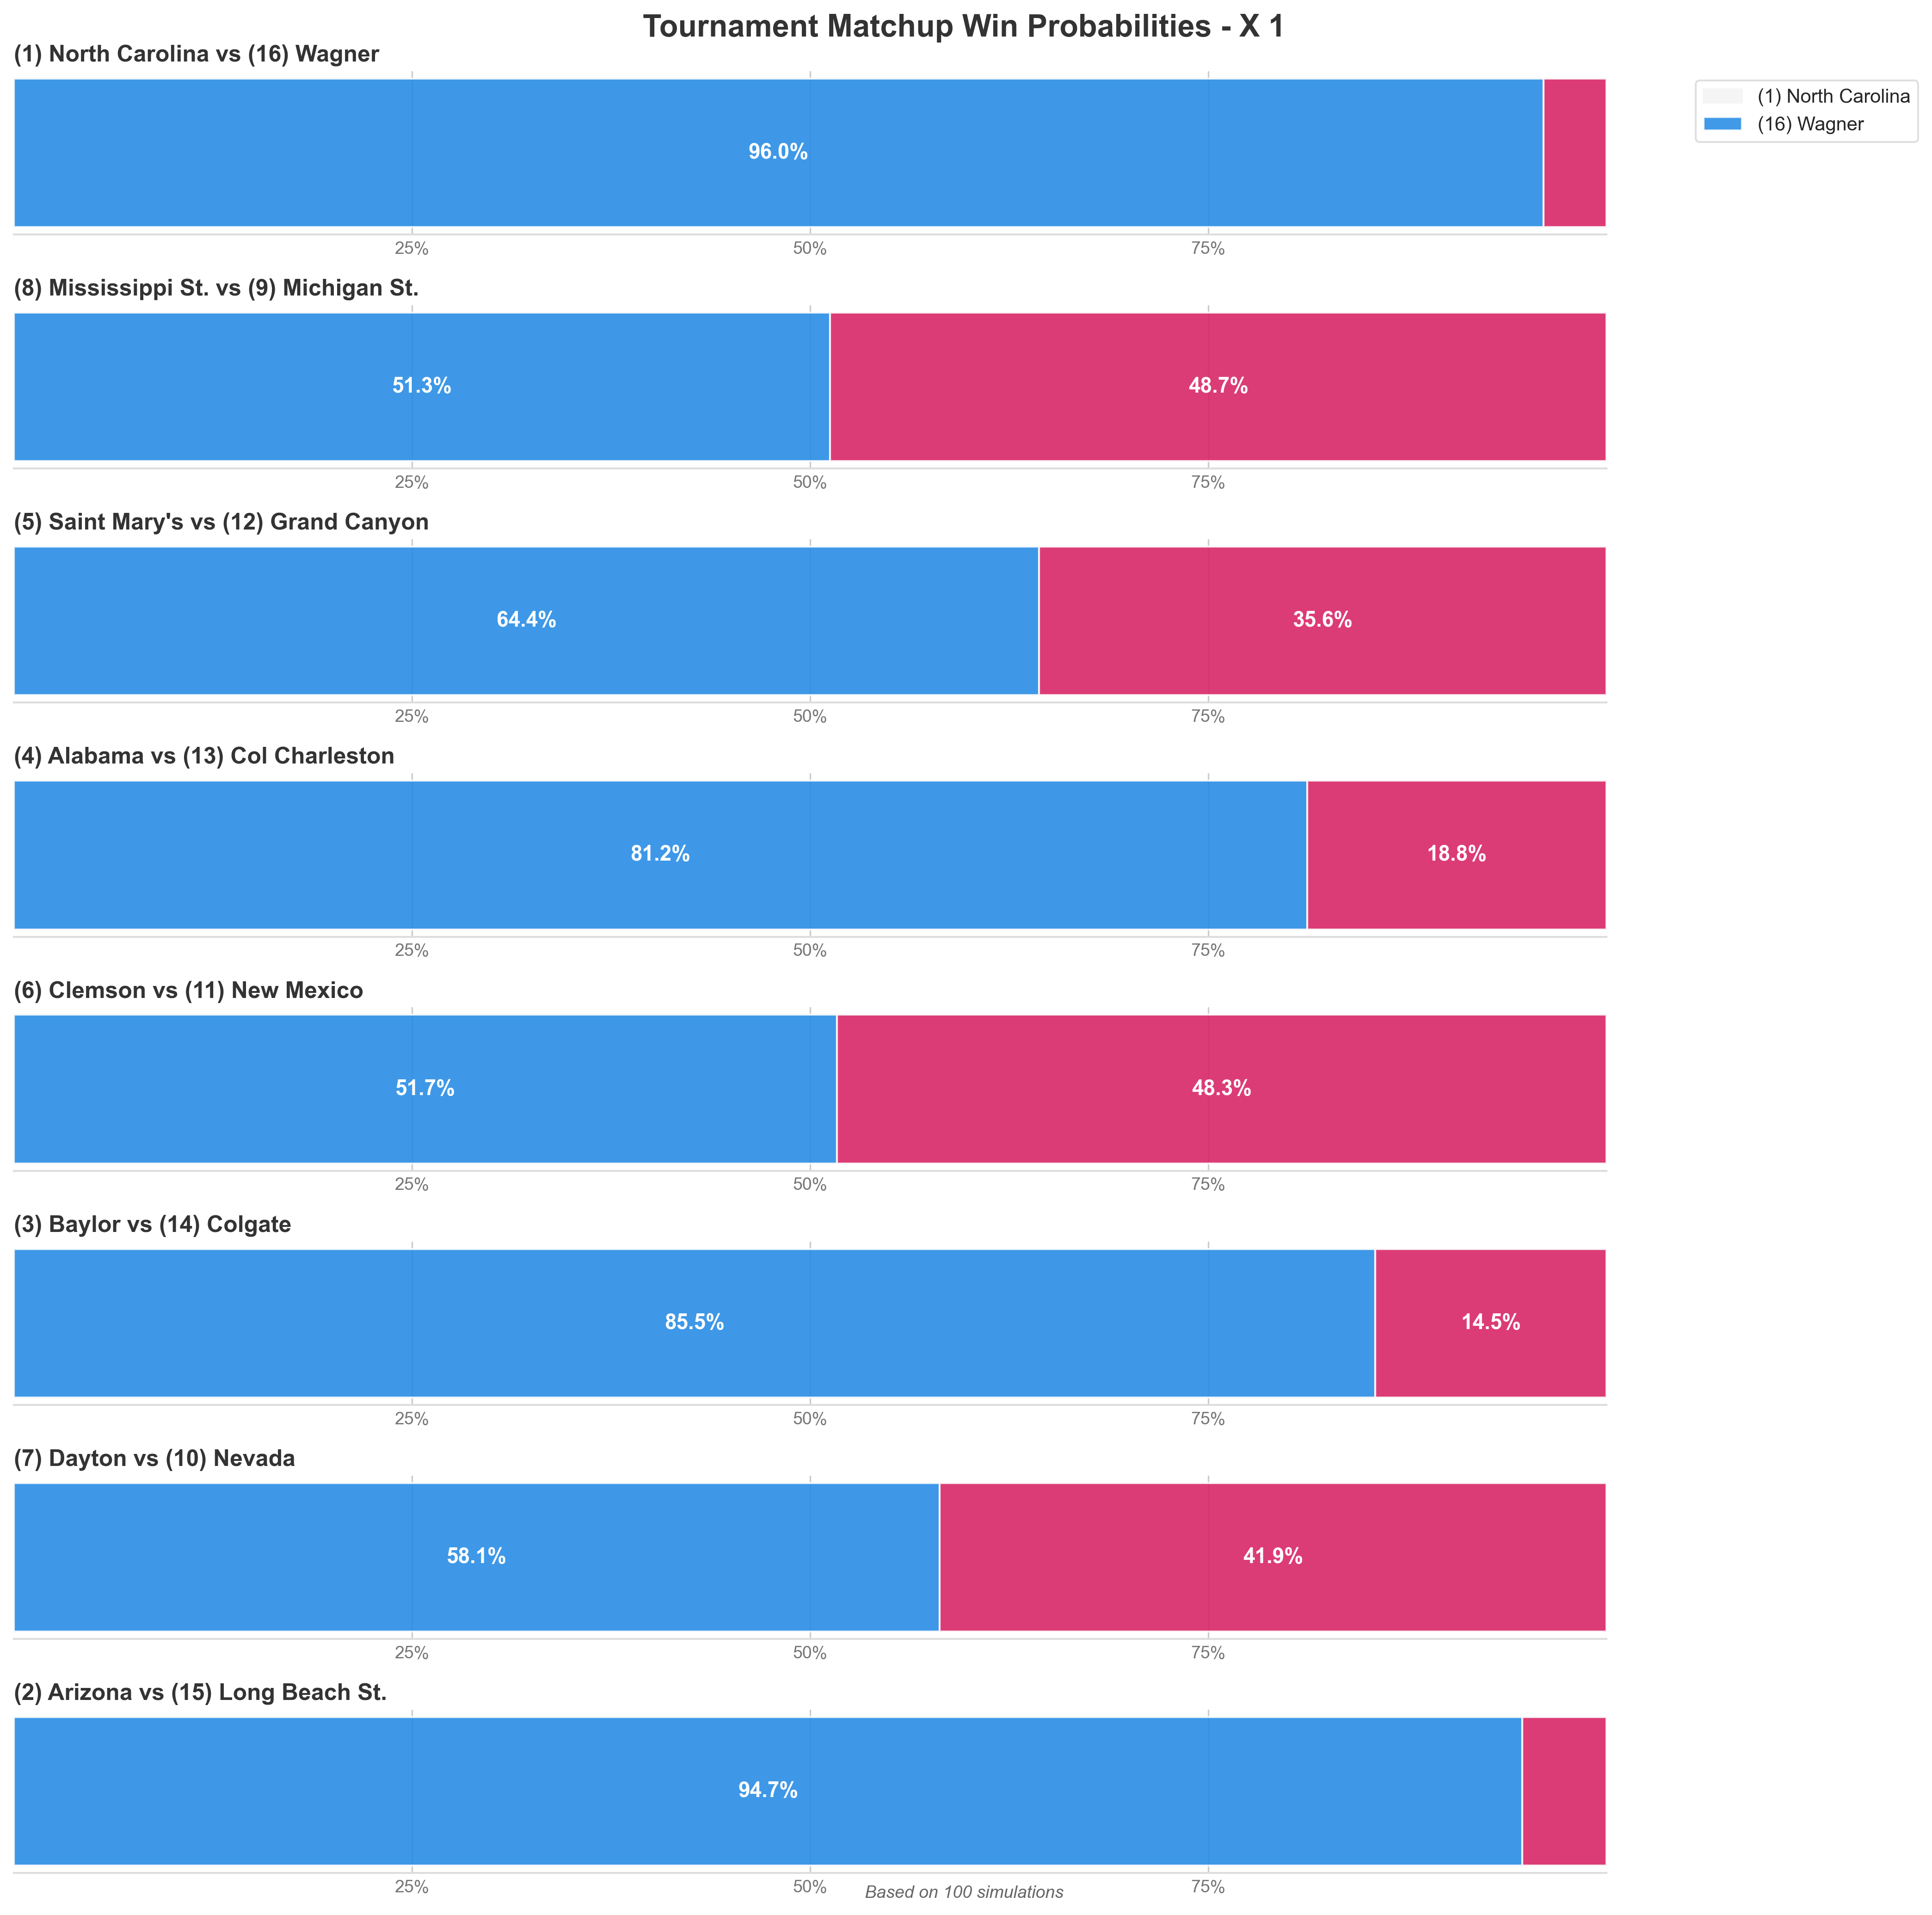 Tournament Matchup Win Probabilities - X 1
(1) North Carolina vs (16) Wagner
(1) North Carolina
(16) Wagner
96.0%
25% 50% 75%
(8) Mississippi St. vs (9) Michigan St.
51.3% 48.7%
25% 50% 75%
(5) Saint Mary's vs (12) Grand Canyon
64.4% 35.6%
25% 50% 75%
(4) Alabama vs (13) Col Charleston
81.2% 18.8%
25% 50% 75%
(6) Clemson vs (11) New Mexico
51.7% 48.3%
25% 50% 75%
(3) Baylor vs (14) Colgate
85.5% 14.5%
25% 50% 75%
(7) Dayton vs (10) Nevada
58.1% 41.9%
25% 50% 75%
(2) Arizona vs (15) Long Beach St.
94.7%
25% 50% 75%
Based on 100 simulations